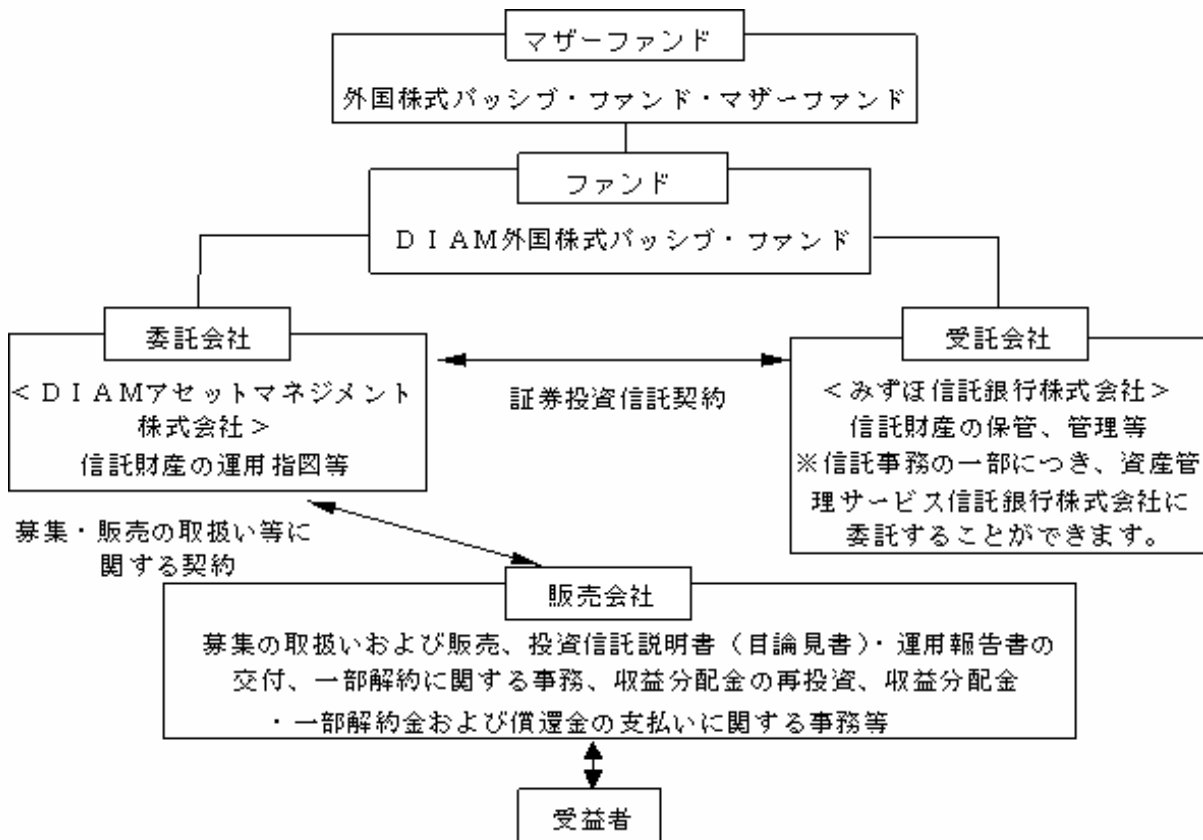 マザーファンド
外国株式パッシブ・ファンド・マザーファンド
ファンド
ＤＩＡＭ外国株式パッシブ・ファンド
委託会社
＜ＤＩＡＭアセットマネジメント
株式会社＞
信託財産の運用指図等
証券投資信託契約
受託会社
＜みずほ信託銀行株式会社＞
信託財産の保管、管理等
※信託事務の一部につき、資産管
理サービス信託銀行株式会社に
委託することができます。
募集・販売の取扱い等に
関する契約
販売会社
募集の取扱いおよび販売、投資信託説明書（目論見書）・運用報告書の
交付、一部解約に関する事務、収益分配金の再投資、収益分配金
・一部解約金および償還金の支払いに関する事務等
受益者